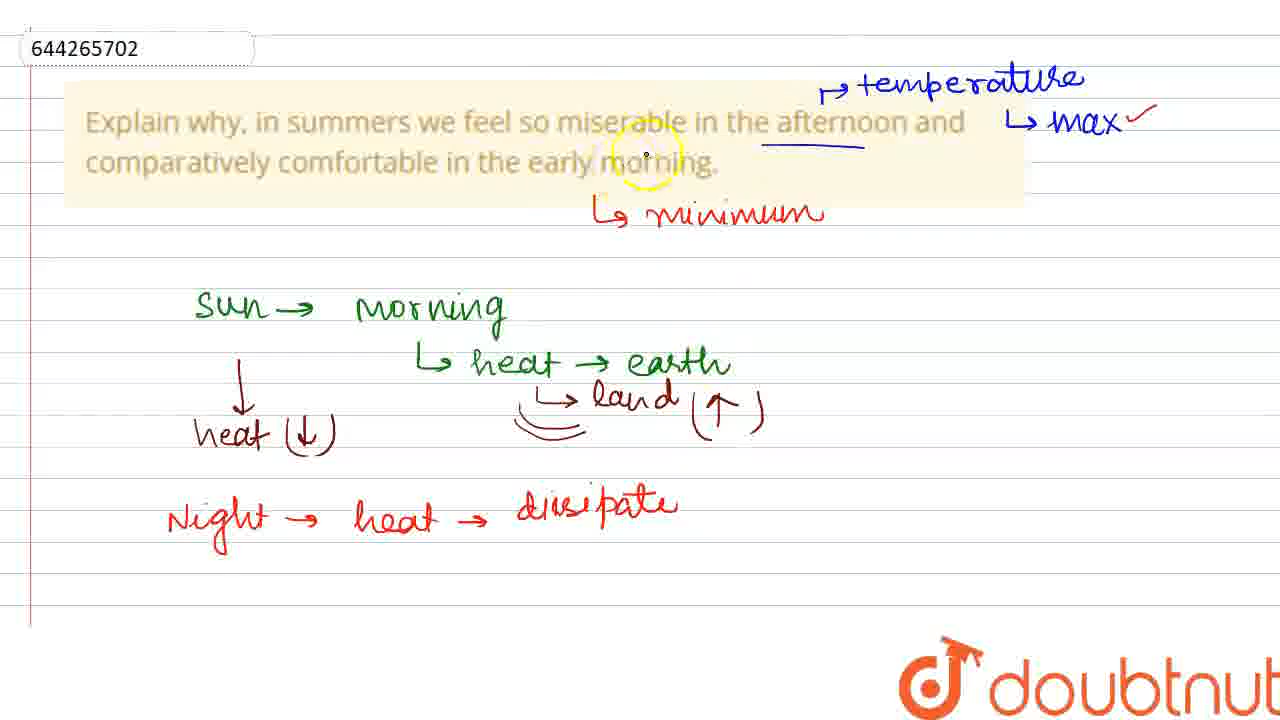 644265702
↦ temperature
Explain why, in summers we feel so miserable in the afternoon and
↳ max ✓
comparatively comfortable in the early morning.
↳ minimum
Sun → morning
↳ heat → earth
↳ land (↑)
heat (↓)
Night → heat → dissipate
doubtnut